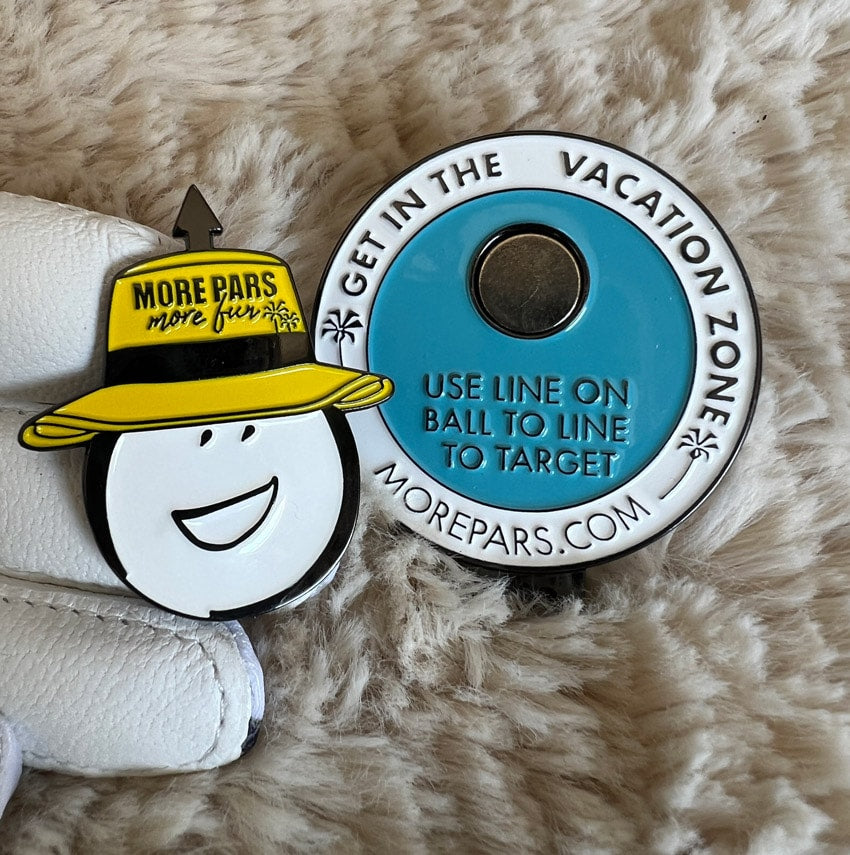 MORE PARS
more fun
GET IN THE VACATION ZONE
USE LINE ON
BALL TO LINE
TO TARGET
MOREPARS.COM